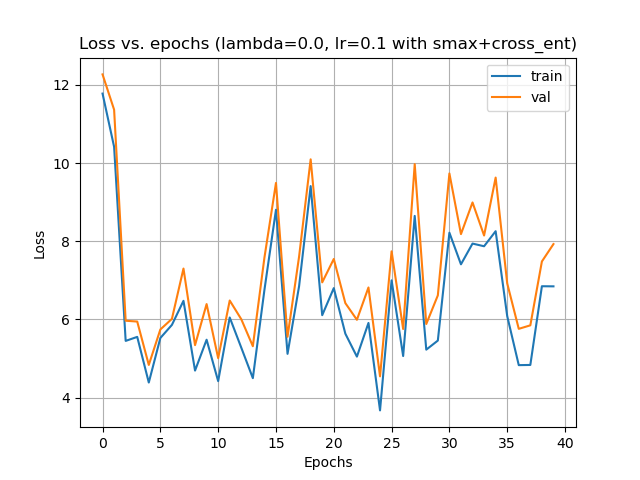 Loss vs. epochs (lambda=0.0, lr=0.1 with smax+cross_ent)
train
val
12
10
8
6
4
Loss
0 5 10 15 20 25 30 35 40
Epochs